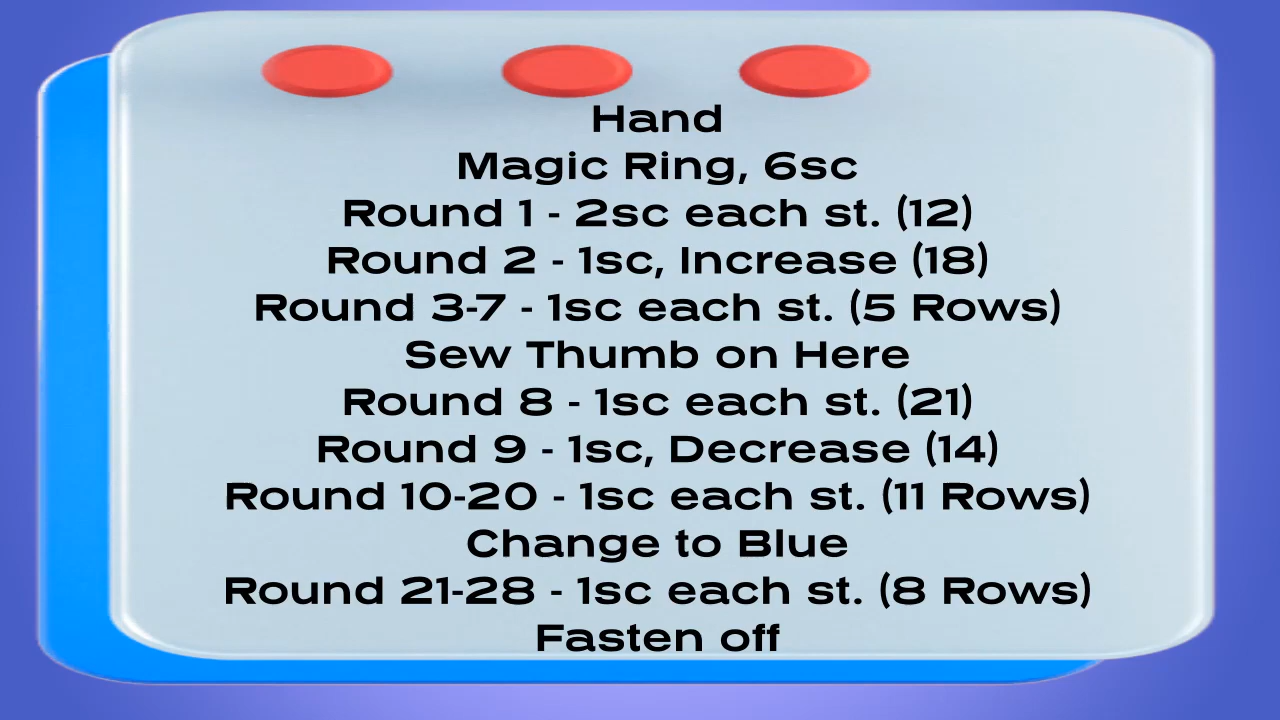 Hand
Magic Ring, 6sc
Round 1 - 2sc each st. (12)
Round 2 - 1sc, Increase (18)
Round 3-7 - 1sc each st. (5 Rows)
Sew Thumb on Here
Round 8 - 1sc each st. (21)
Round 9 - 1sc, Decrease (14)
Round 10-20 - 1sc each st. (11 Rows)
Change to Blue
Round 21-28 - 1sc each st. (8 Rows)
Fasten off